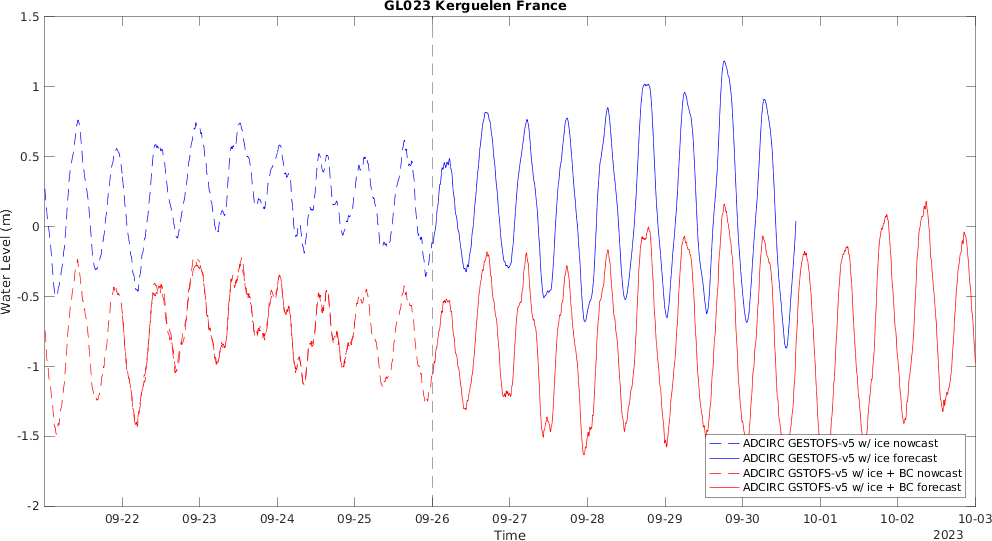 GL023 Kerguelen France
Water Level (m)
1.5
1
0.5
0
-0.5
-1
-1.5
-2
ADCIRC GESTOFS-v5 w/ ice nowcast
ADCIRC GESTOFS-v5 w/ ice forecast
ADCIRC GSTOFS-v5 w/ ice + BC nowcast
ADCIRC GSTOFS-v5 w/ ice + BC forecast
09-22 09-23 09-24 09-25 09-26 09-27 09-28 09-29 09-30 10-01 10-02 10-03
Time
2023